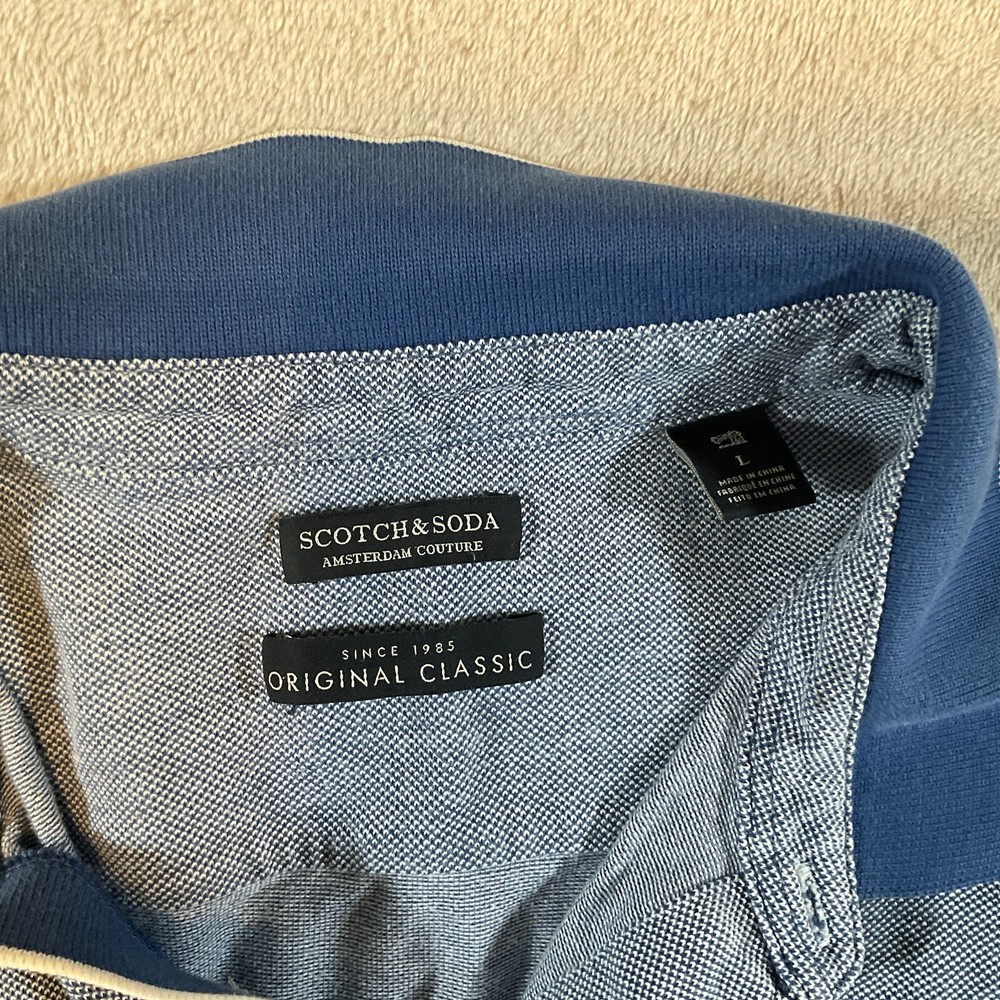 SCOTCH&SODA
AMSTERDAM COUTURE
SINCE 1985
ORIGINAL CLASSIC
L
MADE IN CHINA
FABRIQUÉ EN CHINE
FEITO EM CHINA